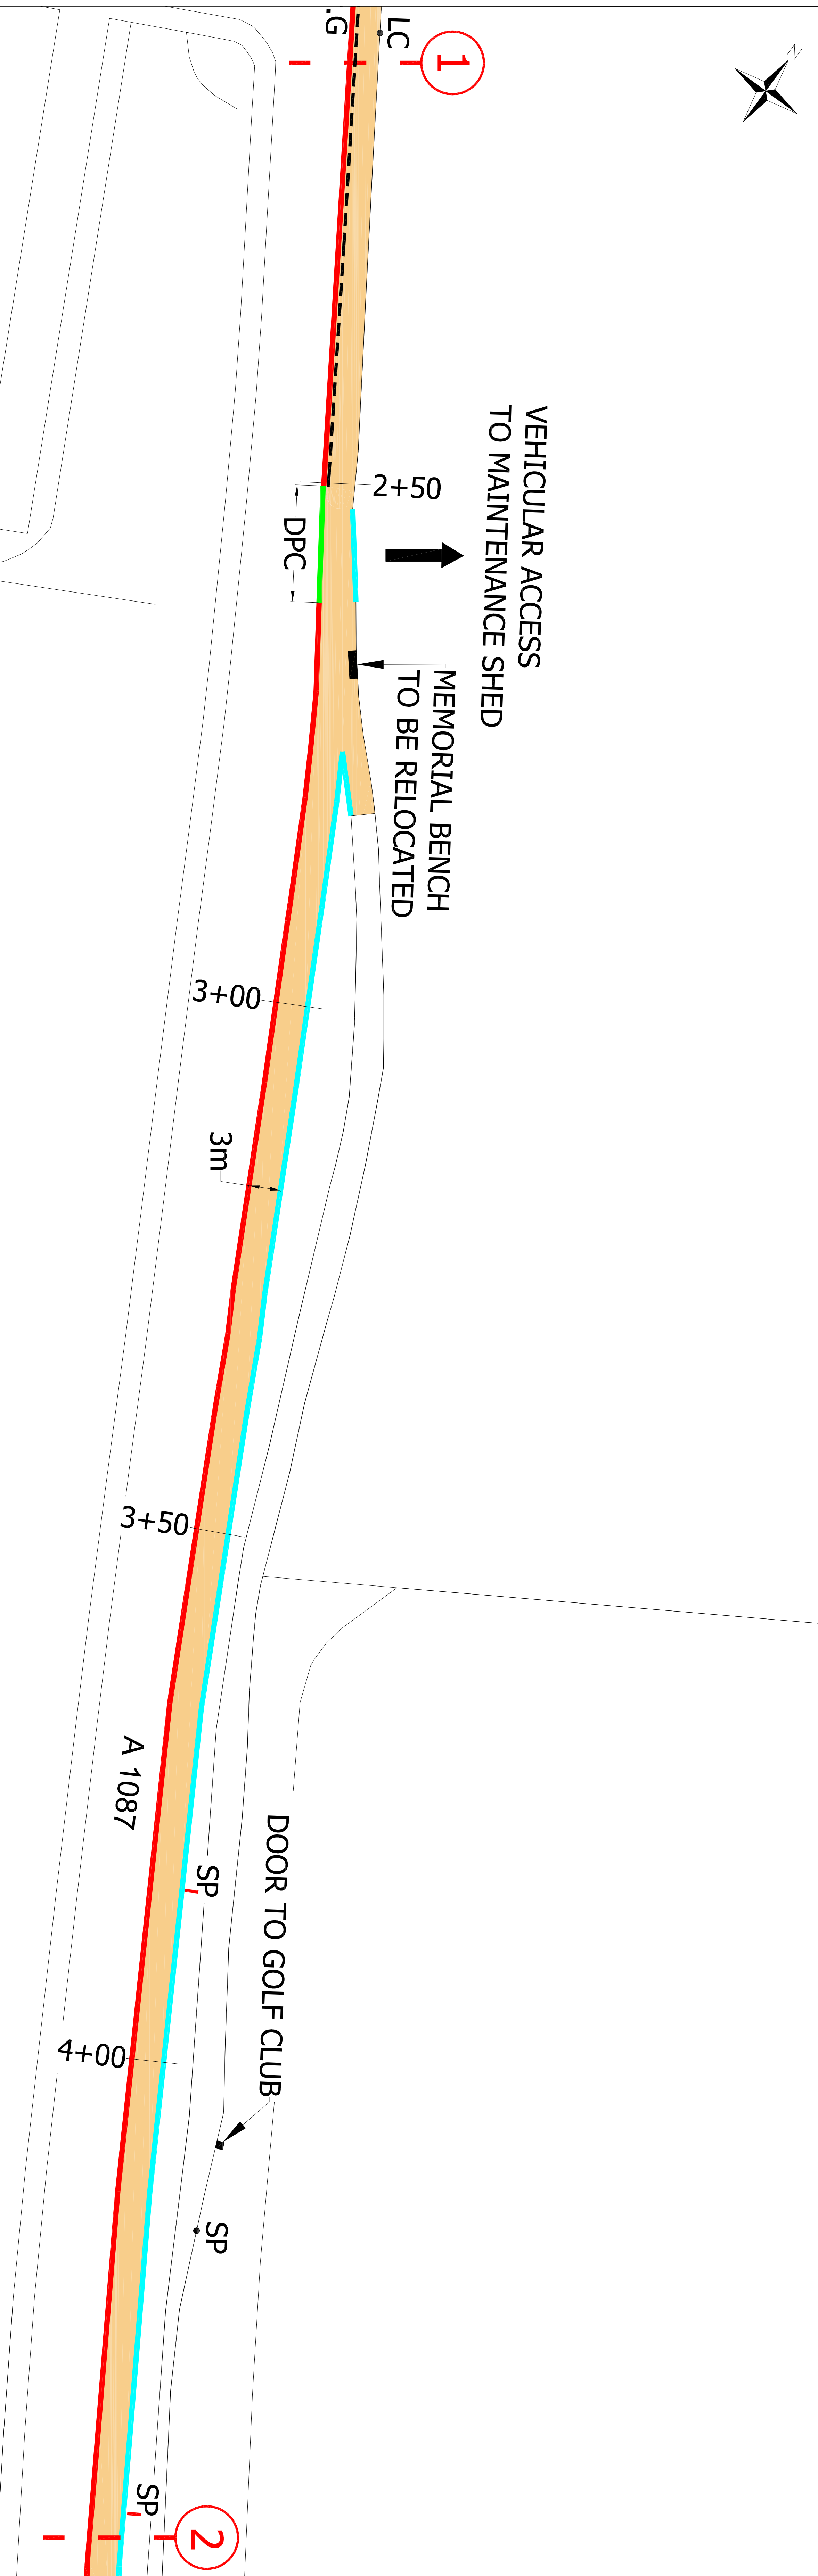 .G
LC
1
N
VEHICULAR ACCESS
TO MAINTENANCE SHED
2+50
DPC
MEMORIAL BENCH
TO BE RELOCATED
3+00
3m
3+50
A 1087
SP
DOOR TO GOLF CLUB
4+00
SP
SP
2